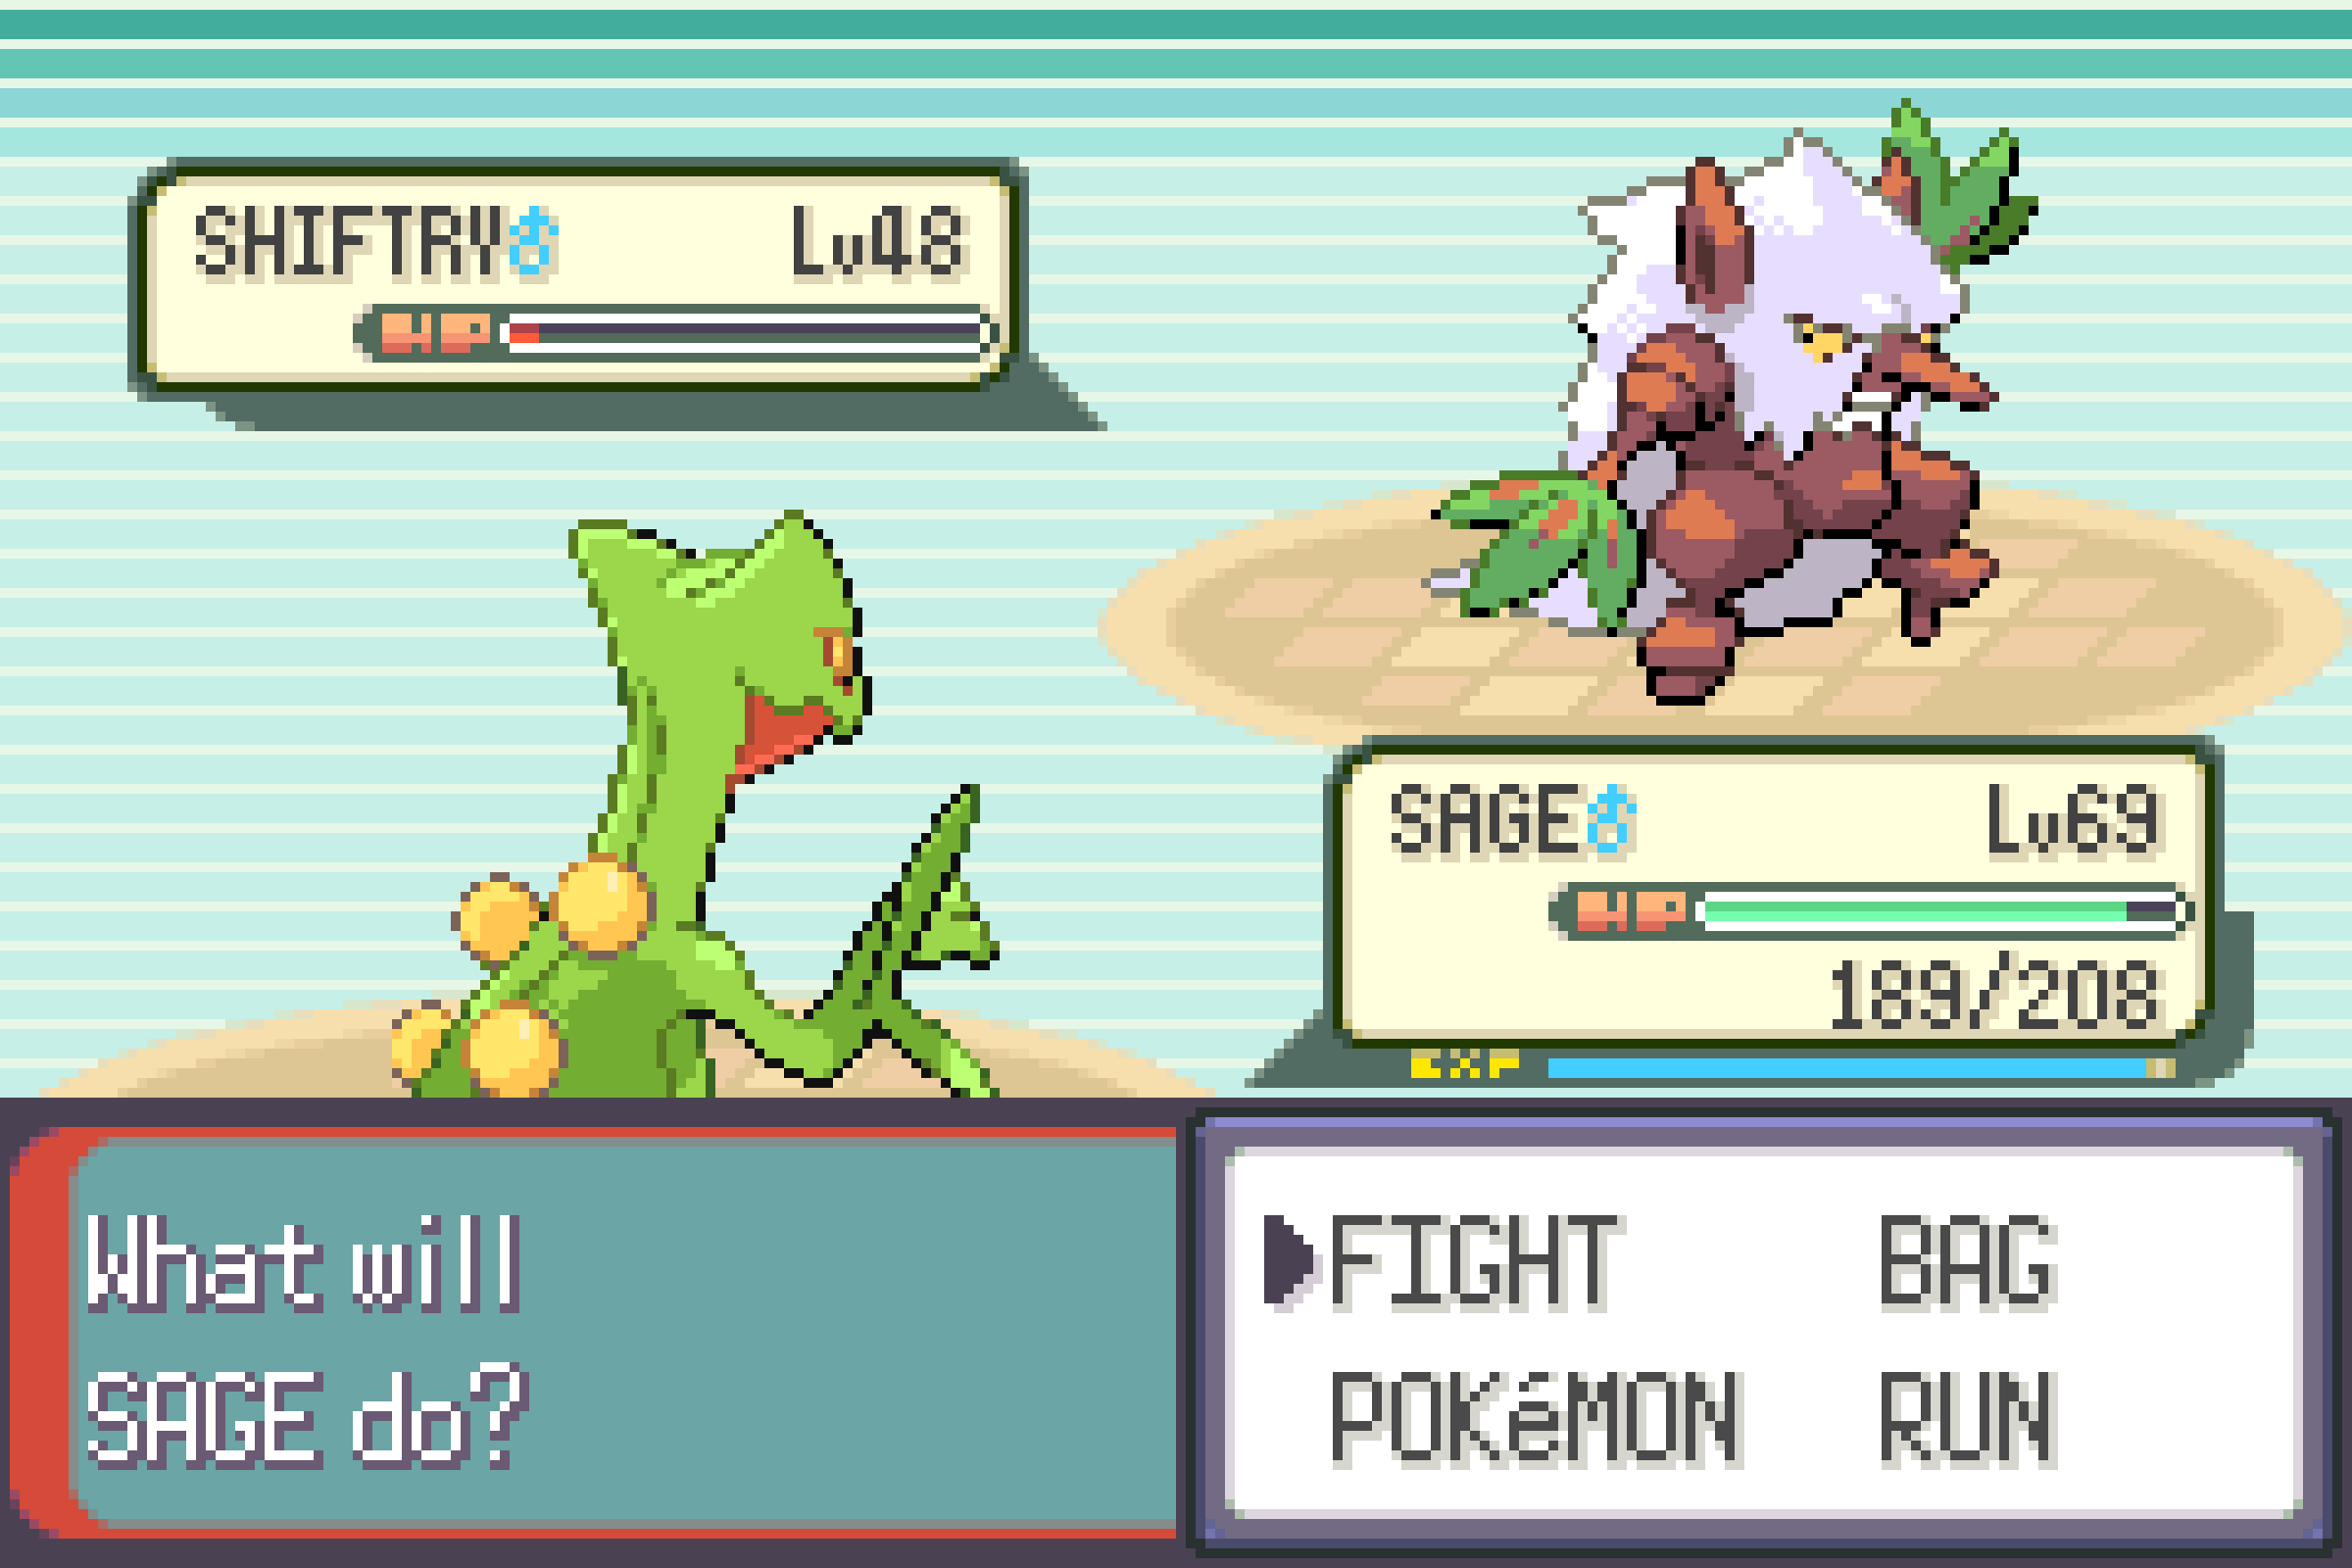 SHIFTRY♂ Lv48
HP
SAGE♂ Lv69
HP
189/208
EXP
What will
SAGE do?
FIGHT BAG
POKéMON RUN